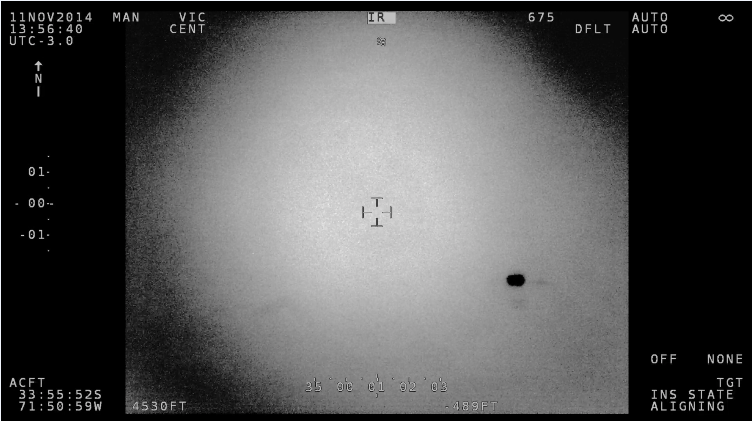 11NOV2014 MAN VIC IR 675 AUTO ∞
13:56:40 CENT DFLT AUTO
UTC-3.0
N
01
- 00-
-01
35 00 01 02 03
OFF NONE
ACFT TGT
33:55:52S INS STATE
71:50:59W 4530FT -489FT ALIGNING